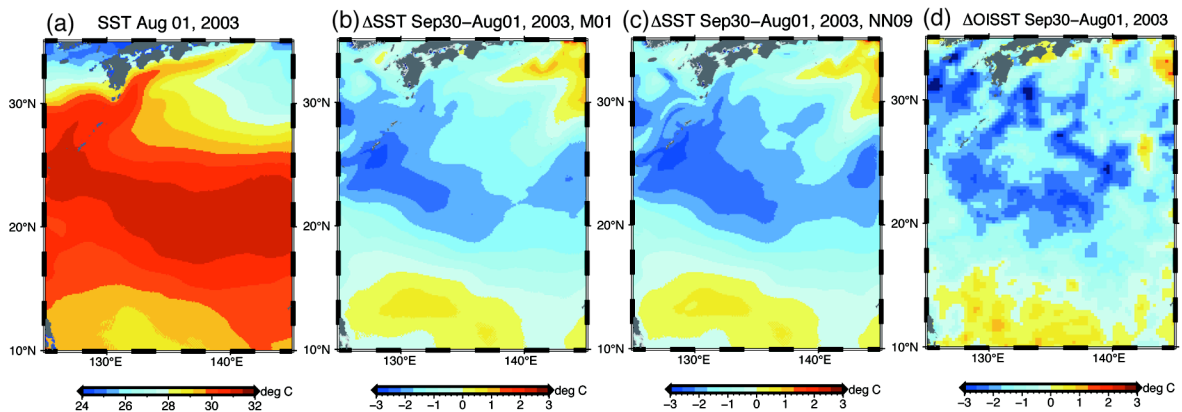 (a) SST Aug 01, 2003
(b) ΔSST Sep30−Aug01, 2003, M01
(c) ΔSST Sep30−Aug01, 2003, NN09
(d) ΔOISST Sep30−Aug01, 2003
30°N
20°N
10°N
130°E 140°E
30°N
20°N
10°N
130°E 140°E
30°N
20°N
10°N
130°E 140°E
30°N
20°N
10°N
130°E 140°E
deg C
24 26 28 30 32
deg C
−3 −2 −1 0 1 2 3
deg C
−3 −2 −1 0 1 2 3
deg C
−3 −2 −1 0 1 2 3